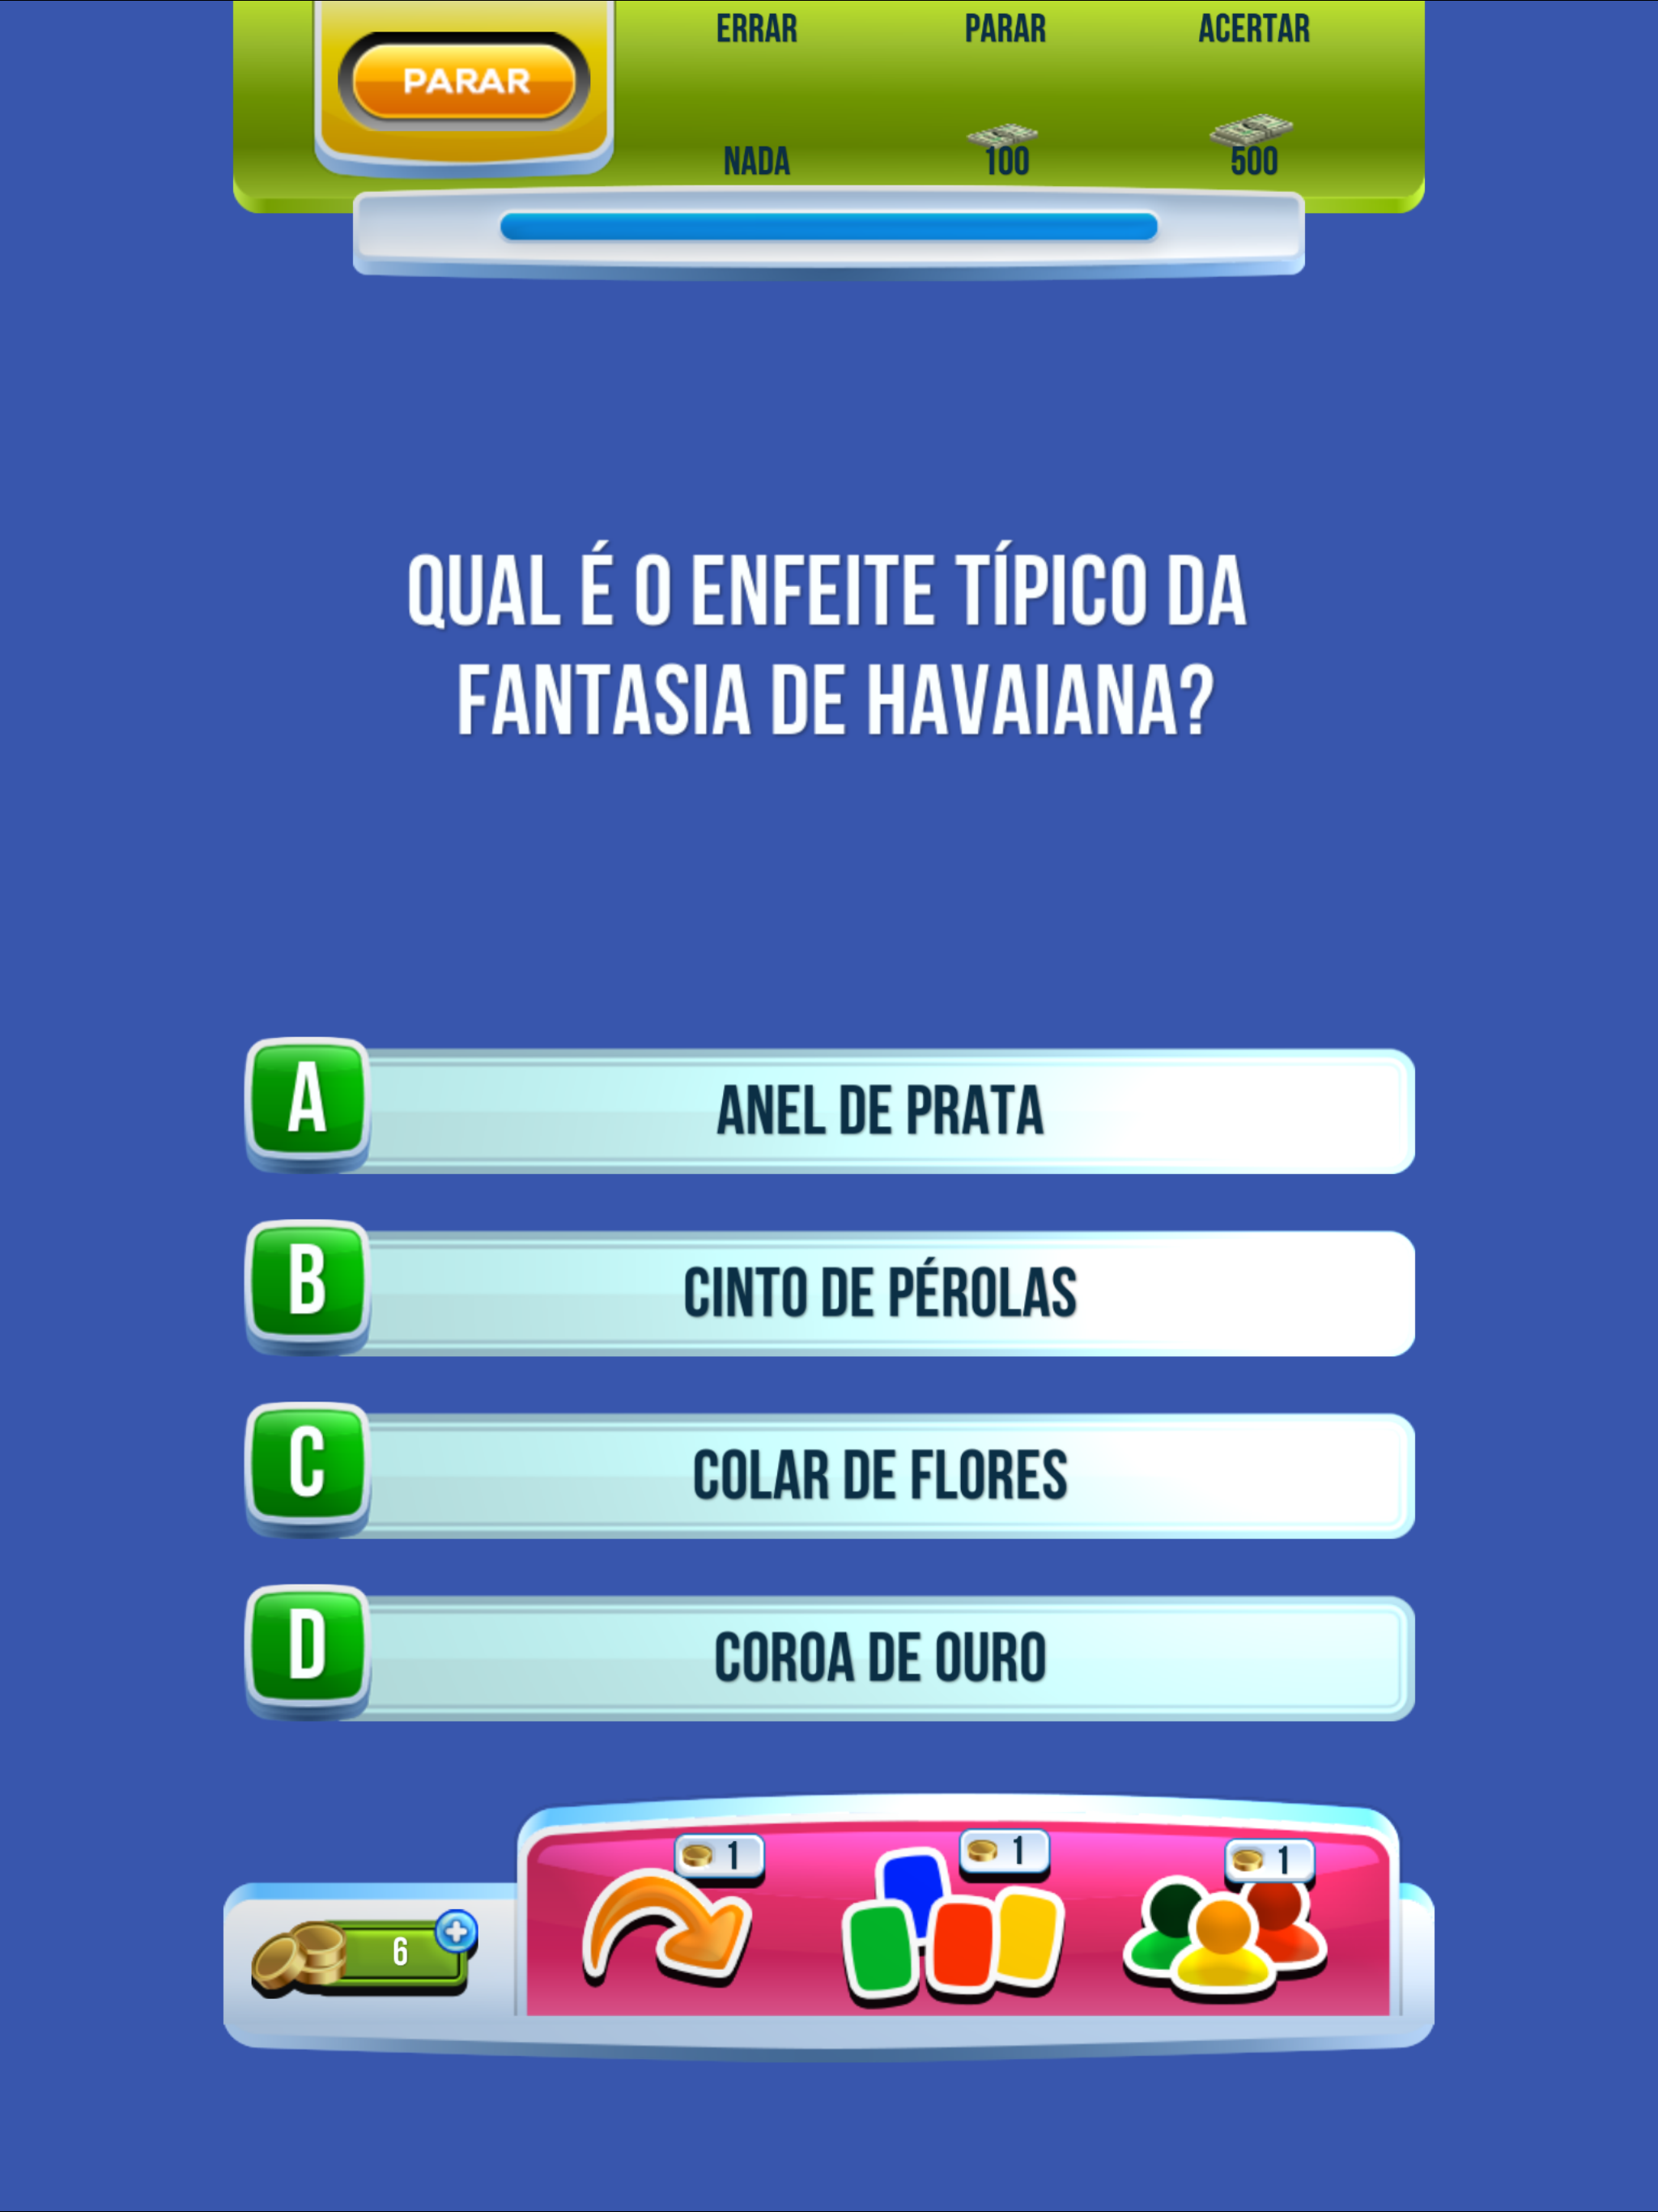 PARAR
ERRAR PARAR ACERTAR
NADA 100 500
QUAL É O ENFEITE TÍPICO DA
FANTASIA DE HAVAIANA?
A ANEL DE PRATA
B CINTO DE PÉROLAS
C COLAR DE FLORES
D COROA DE OURO
1 1 1
6